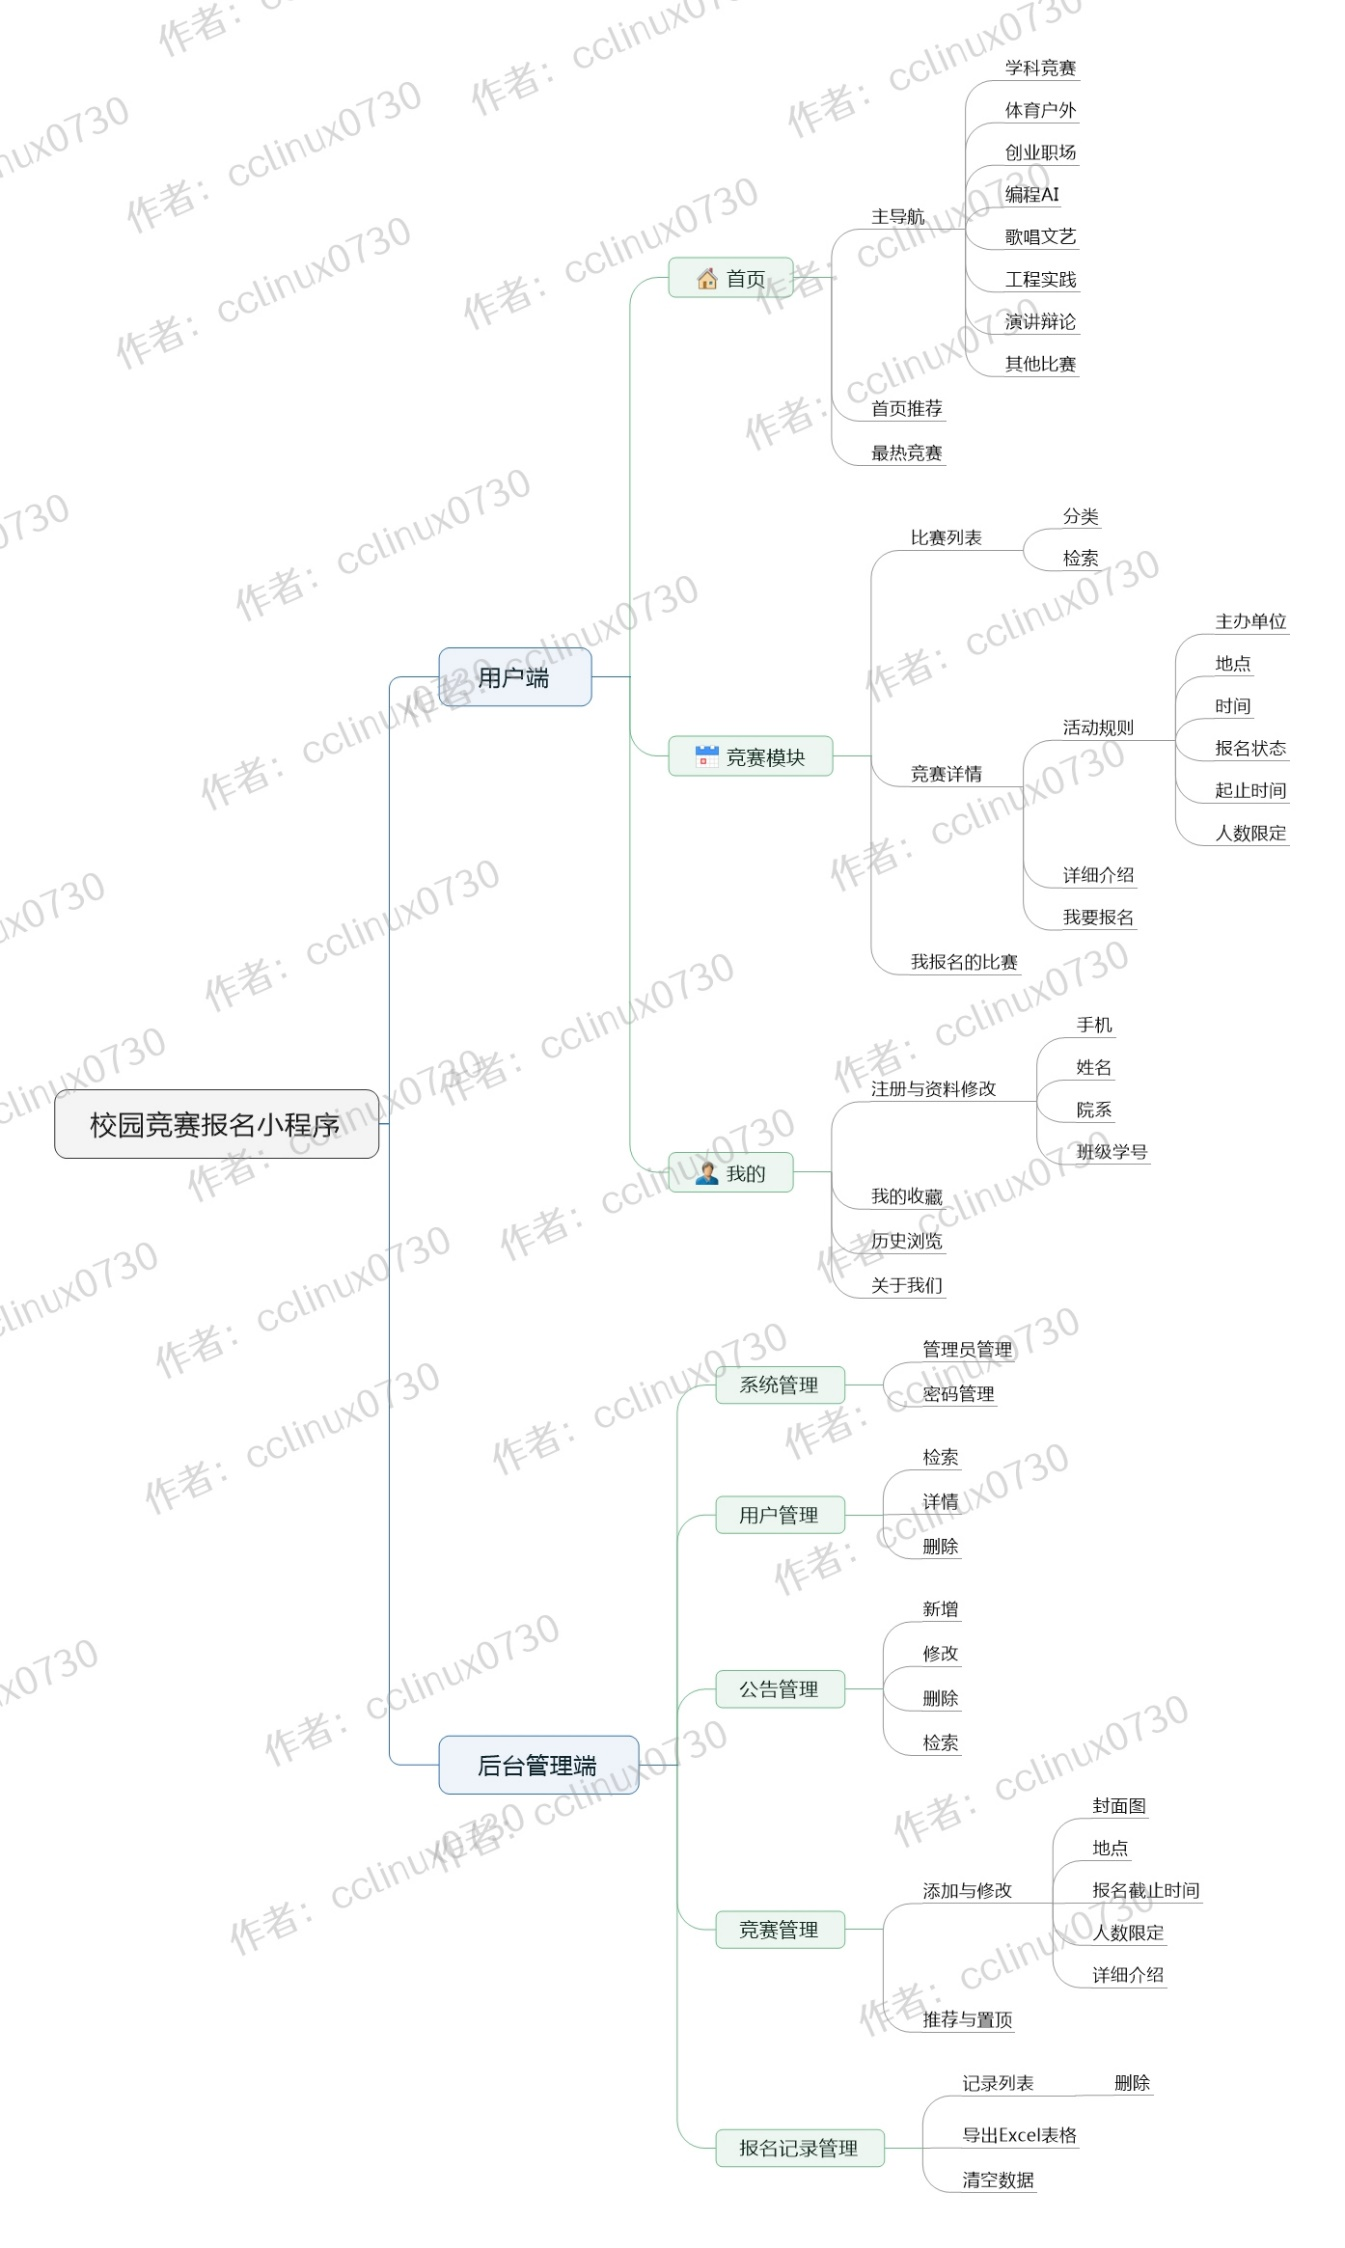 校园竞赛报名小程序
用户端
首页
主导航
学科竞赛
体育户外
创业职场
编程AI
歌唱文艺
工程实践
演讲辩论
其他比赛
首页推荐
最热竞赛
竞赛模块
比赛列表
分类
检索
竞赛详情
活动规则
主办单位
地点
时间
报名状态
起止时间
人数限定
详细介绍
我要报名
我报名的比赛
我的
注册与资料修改
手机
姓名
院系
班级学号
我的收藏
历史浏览
关于我们
后台管理端
系统管理
管理员管理
密码管理
用户管理
检索
详情
删除
公告管理
新增
修改
删除
检索
竞赛管理
添加与修改
封面图
地点
报名截止时间
人数限定
详细介绍
推荐与置顶
报名记录管理
记录列表
删除
导出Excel表格
清空数据
作者：cclinux0730